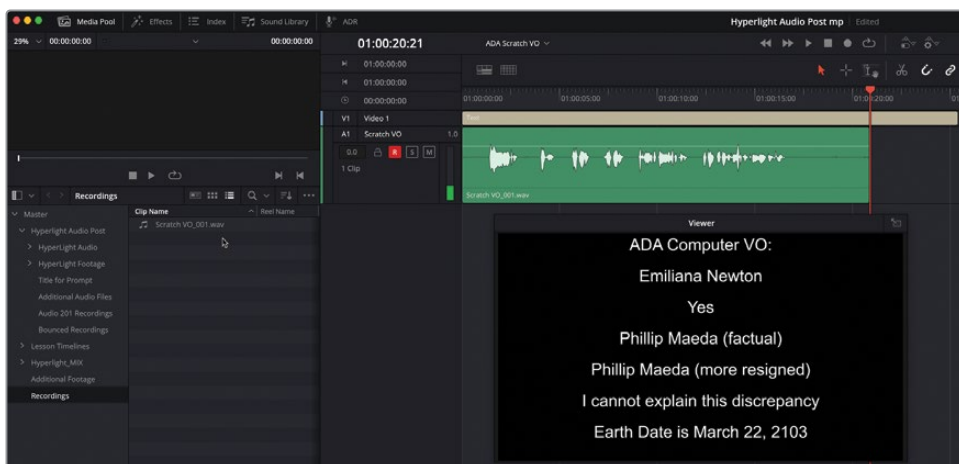 Media Pool Effects Index Sound Library ADR Hyperlight Audio Post mp Edited
29% 00:00:00:00 00:00:00:00 01:00:20:21 ADA Scratch VO
01:00:00:00
01:00:00:00
00:00:00:00 01:00:00:00 01:00:05:00 01:00:10:00 01:00:15:00 01:00:20:00
V1 Video 1 Text
A1 Scratch VO 1.0
0.0 R S M
1 Clip
Scratch VO_001.wav
Recordings
Master
Hyperlight Audio Post
HyperLight Audio
HyperLight Footage
Title for Prompt
Additional Audio Files
Audio 201 Recordings
Bounced Recordings
Lesson Timelines
Hyperlight_MIX
Additional Footage
Recordings
Clip Name Reel Name
Scratch VO_001.wav
Viewer
ADA Computer VO:
Emiliana Newton
Yes
Phillip Maeda (factual)
Phillip Maeda (more resigned)
I cannot explain this discrepancy
Earth Date is March 22, 2103